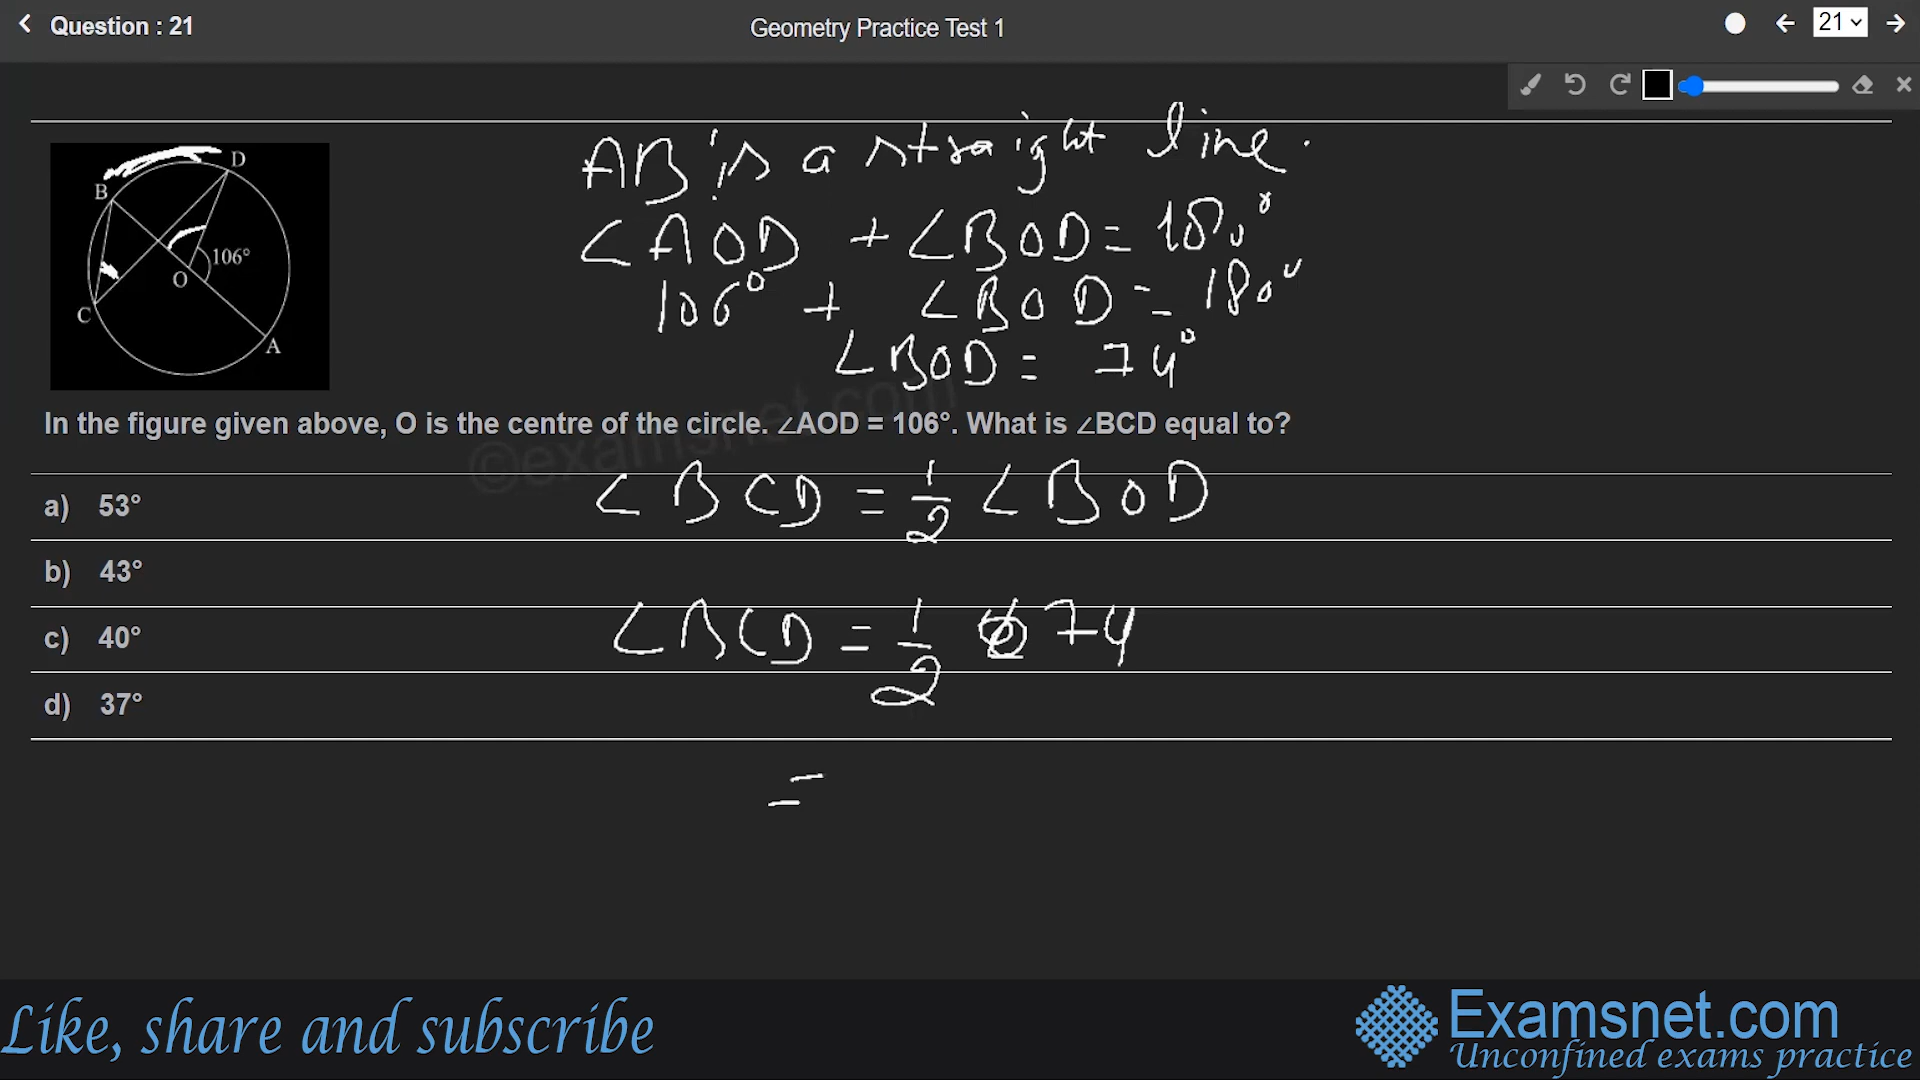 Question : 21
Geometry Practice Test 1
21
AB is a straight line.
∠AOD + ∠BOD = 180°
106° + ∠BOD = 180°
∠BOD = 74°
D
B
106°
O
C
A
©examsnet.com
In the figure given above, O is the centre of the circle. ∠AOD = 106°. What is ∠BCD equal to?
∠BCD = 1/2 ∠BOD
a) 53°
b) 43°
∠BCD = 1/2 74
c) 40°
d) 37°
=
Like, share and subscribe
Examsnet.com
Unconfined exams practice